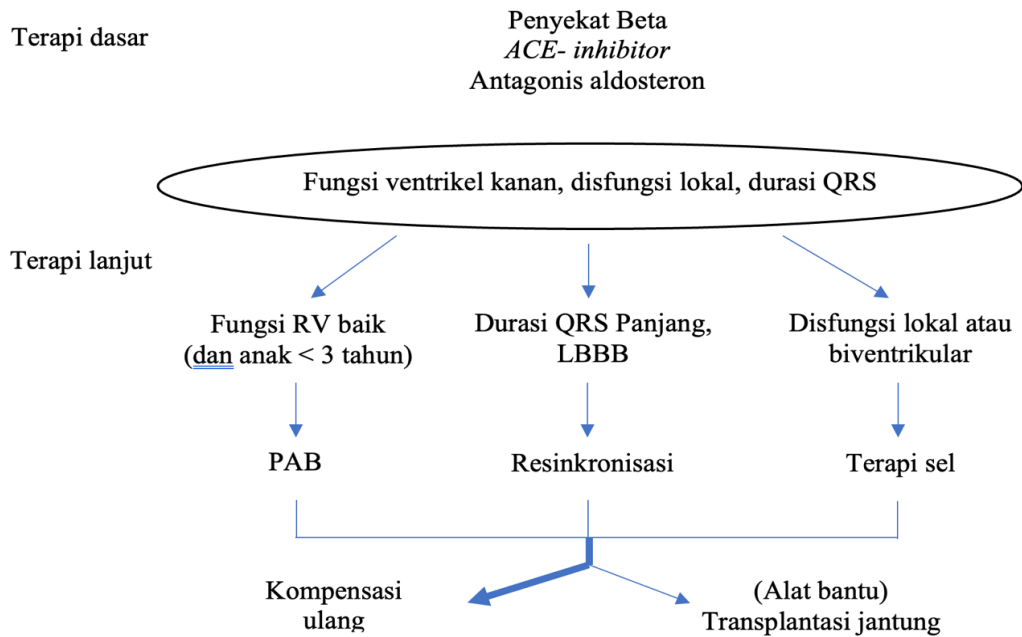 Terapi dasar
Penyekat Beta
ACE- inhibitor
Antagonis aldosteron
Fungsi ventrikel kanan, disfungsi lokal, durasi QRS
Terapi lanjut
Fungsi RV baik
(dan anak < 3 tahun)
Durasi QRS Panjang,
LBBB
Disfungsi lokal atau
biventrikular
PAB
Resinkronisasi
Terapi sel
Kompensasi
ulang
(Alat bantu)
Transplantasi jantung